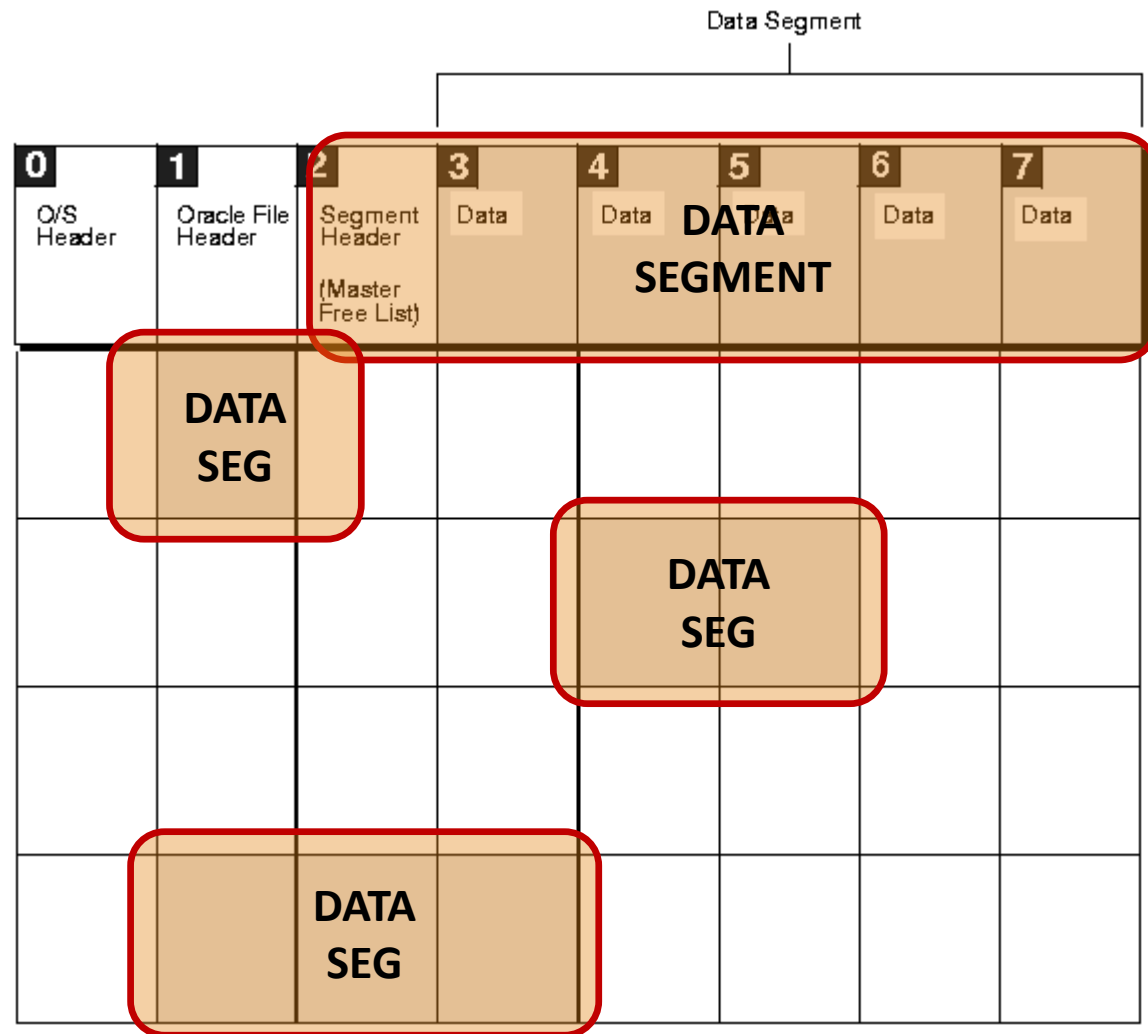 Data Segment
0 1 2 3 4 5 6 7
O/S
Header
Oracle File
Header
Segment
Header
(Master
Free List)
Data
Data
Data
Data
Data
DATA
SEGMENT
DATA
SEG
DATA
SEG
DATA
SEG